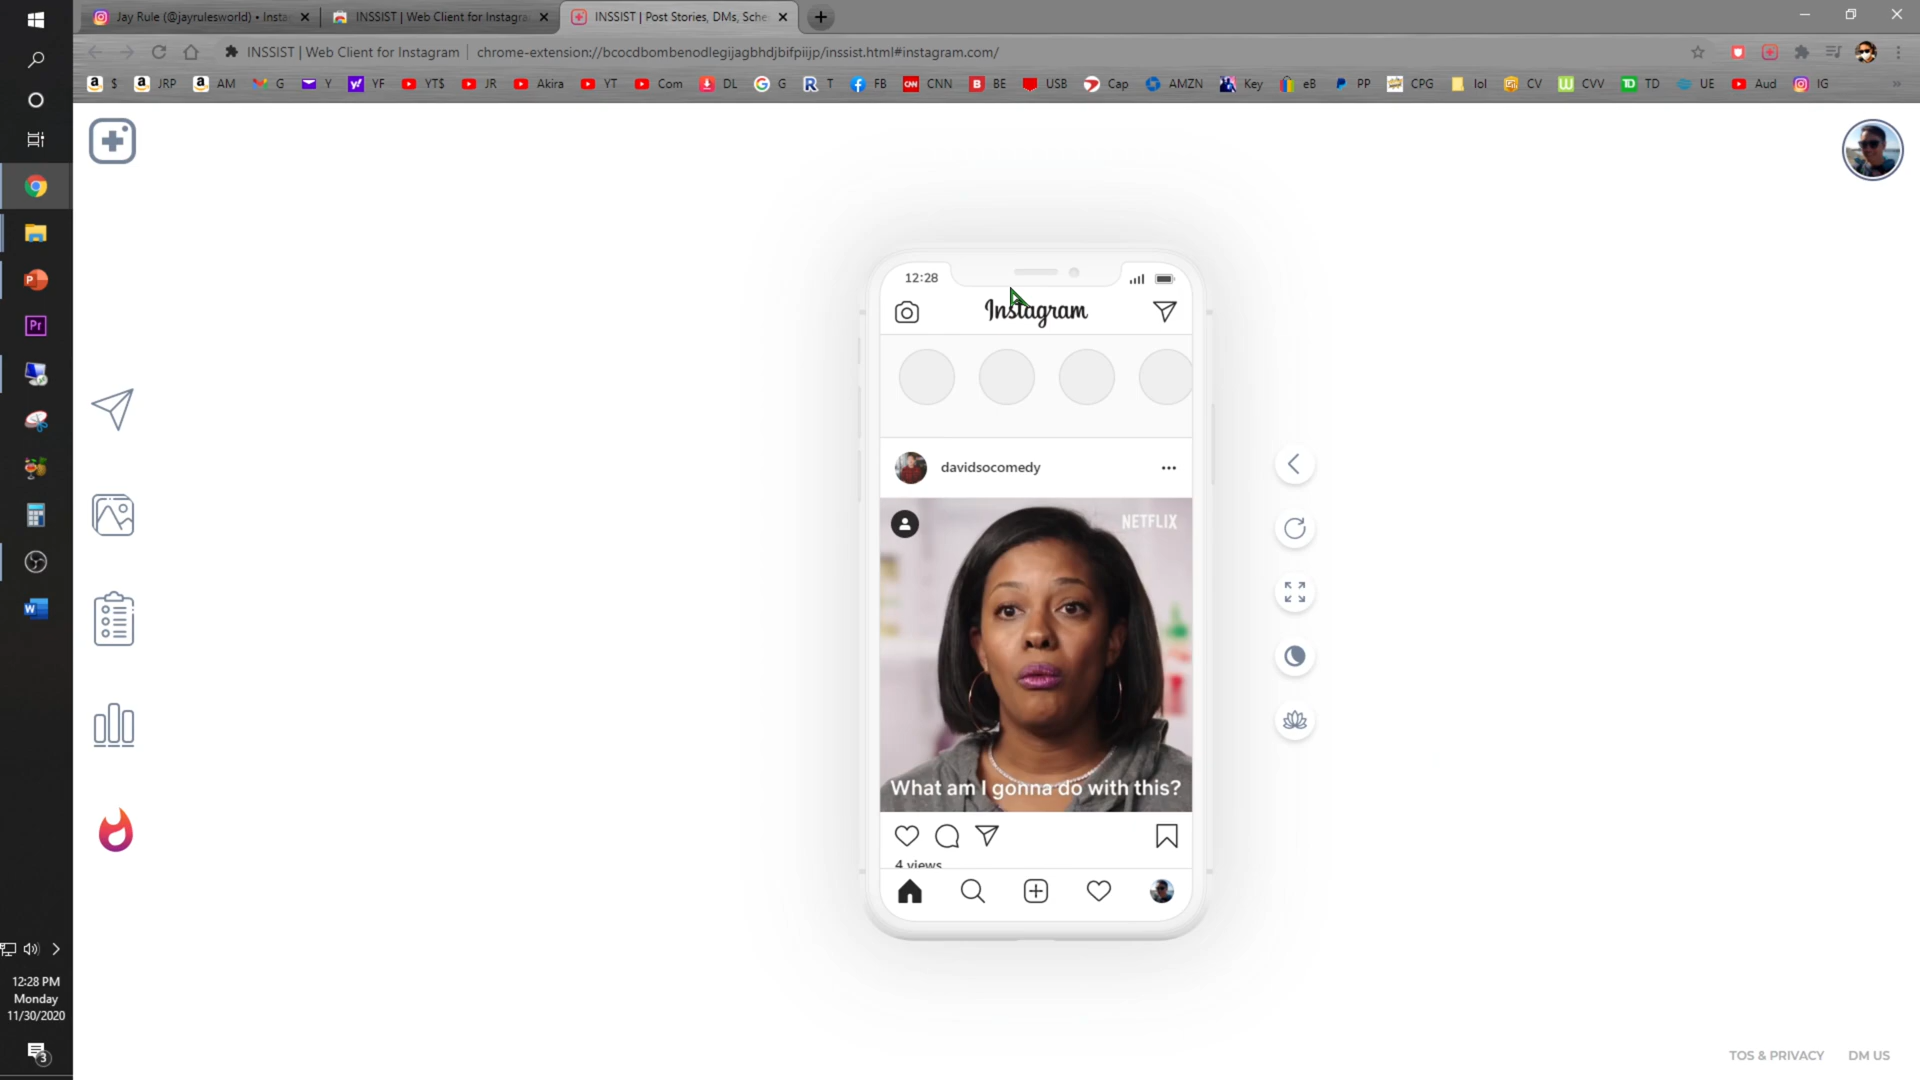 Jay Rule (@jayrulesworld) • Insta
INSSIST | Web Client for Instagra
INSSIST | Post Stories, DMs, Sche
INSSIST | Web Client for Instagram
chrome-extension://bcocdbombenodlegijagbhdjbifpiijp/inssist.html#instagram.com/
$ JRP AM G Y YF YT$ JR Akira YT Com DL G T FB CNN BE USB Cap AMZN Key eB PP CPG lol CV CVV TD UE Aud IG
12:28
Instagram
davidsocomedy
NETFLIX
What am I gonna do with this?
4 views
12:28 PM
Monday
11/30/2020
3
TOS & PRIVACY DM US